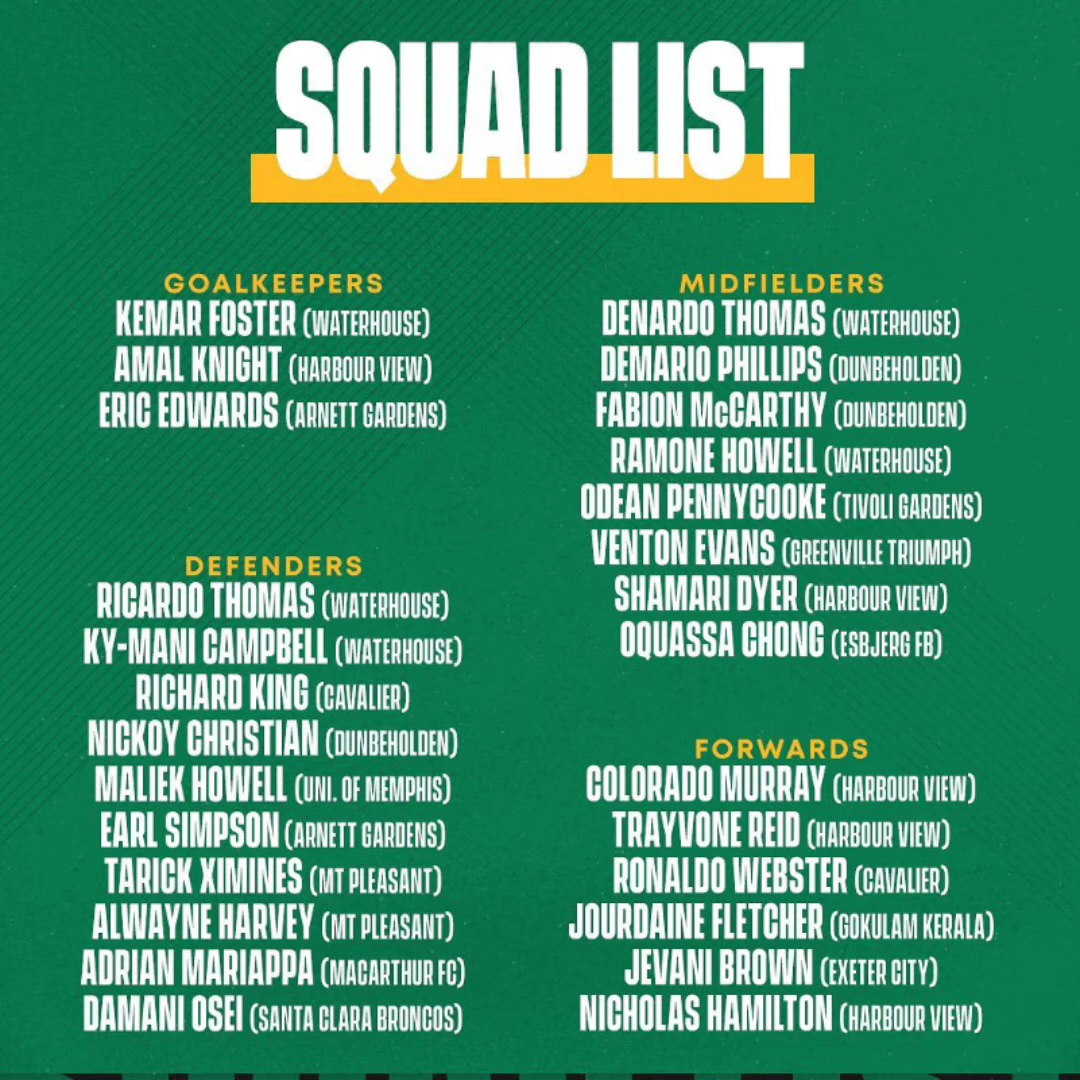 SQUAD LIST
GOALKEEPERS
KEMAR FOSTER (WATERHOUSE)
AMAL KNIGHT (HARBOUR VIEW)
ERIC EDWARDS (ARNETT GARDENS)
DEFENDERS
RICARDO THOMAS (WATERHOUSE)
KY-MANI CAMPBELL (WATERHOUSE)
RICHARD KING (CAVALIER)
NICKOY CHRISTIAN (DUNBEHOLDEN)
MALIEK HOWELL (UNI. OF MEMPHIS)
EARL SIMPSON (ARNETT GARDENS)
TARICK XIMINES (MT PLEASANT)
ALWAYNE HARVEY (MT PLEASANT)
ADRIAN MARIAPPA (MACARTHUR FC)
DAMANI OSEI (SANTA CLARA BRONCOS)
MIDFIELDERS
DENARDO THOMAS (WATERHOUSE)
DEMARIO PHILLIPS (DUNBEHOLDEN)
FABION McCARTHY (DUNBEHOLDEN)
RAMONE HOWELL (WATERHOUSE)
ODEAN PENNYCOOKE (TIVOLI GARDENS)
VENTON EVANS (GREENVILLE TRIUMPH)
SHAMARI DYER (HARBOUR VIEW)
OQUASSA CHONG (ESBJERG FB)
FORWARDS
COLORADO MURRAY (HARBOUR VIEW)
TRAYVONE REID (HARBOUR VIEW)
RONALDO WEBSTER (CAVALIER)
JOURDAINE FLETCHER (GOKULAM KERALA)
JEVANI BROWN (EXETER CITY)
NICHOLAS HAMILTON (HARBOUR VIEW)